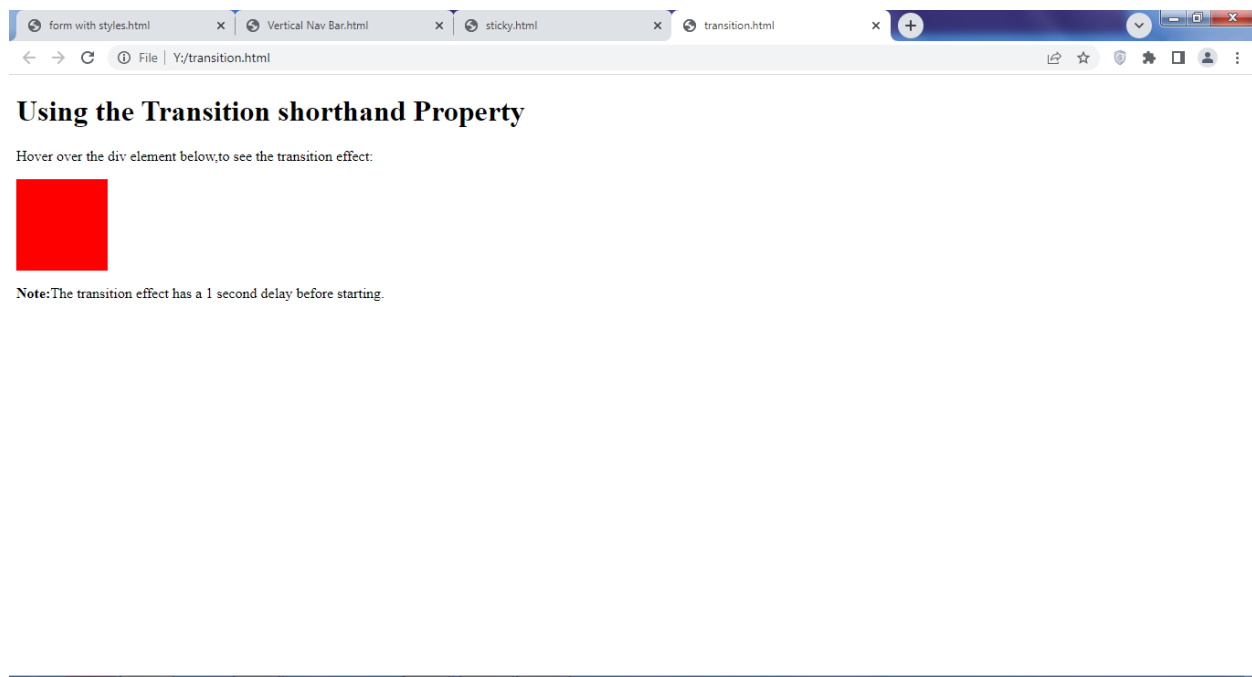 form with styles.html
Vertical Nav Bar.html
sticky.html
transition.html
File
Y:/transition.html
Using the Transition shorthand Property
Hover over the div element below,to see the transition effect:
Note:The transition effect has a 1 second delay before starting.